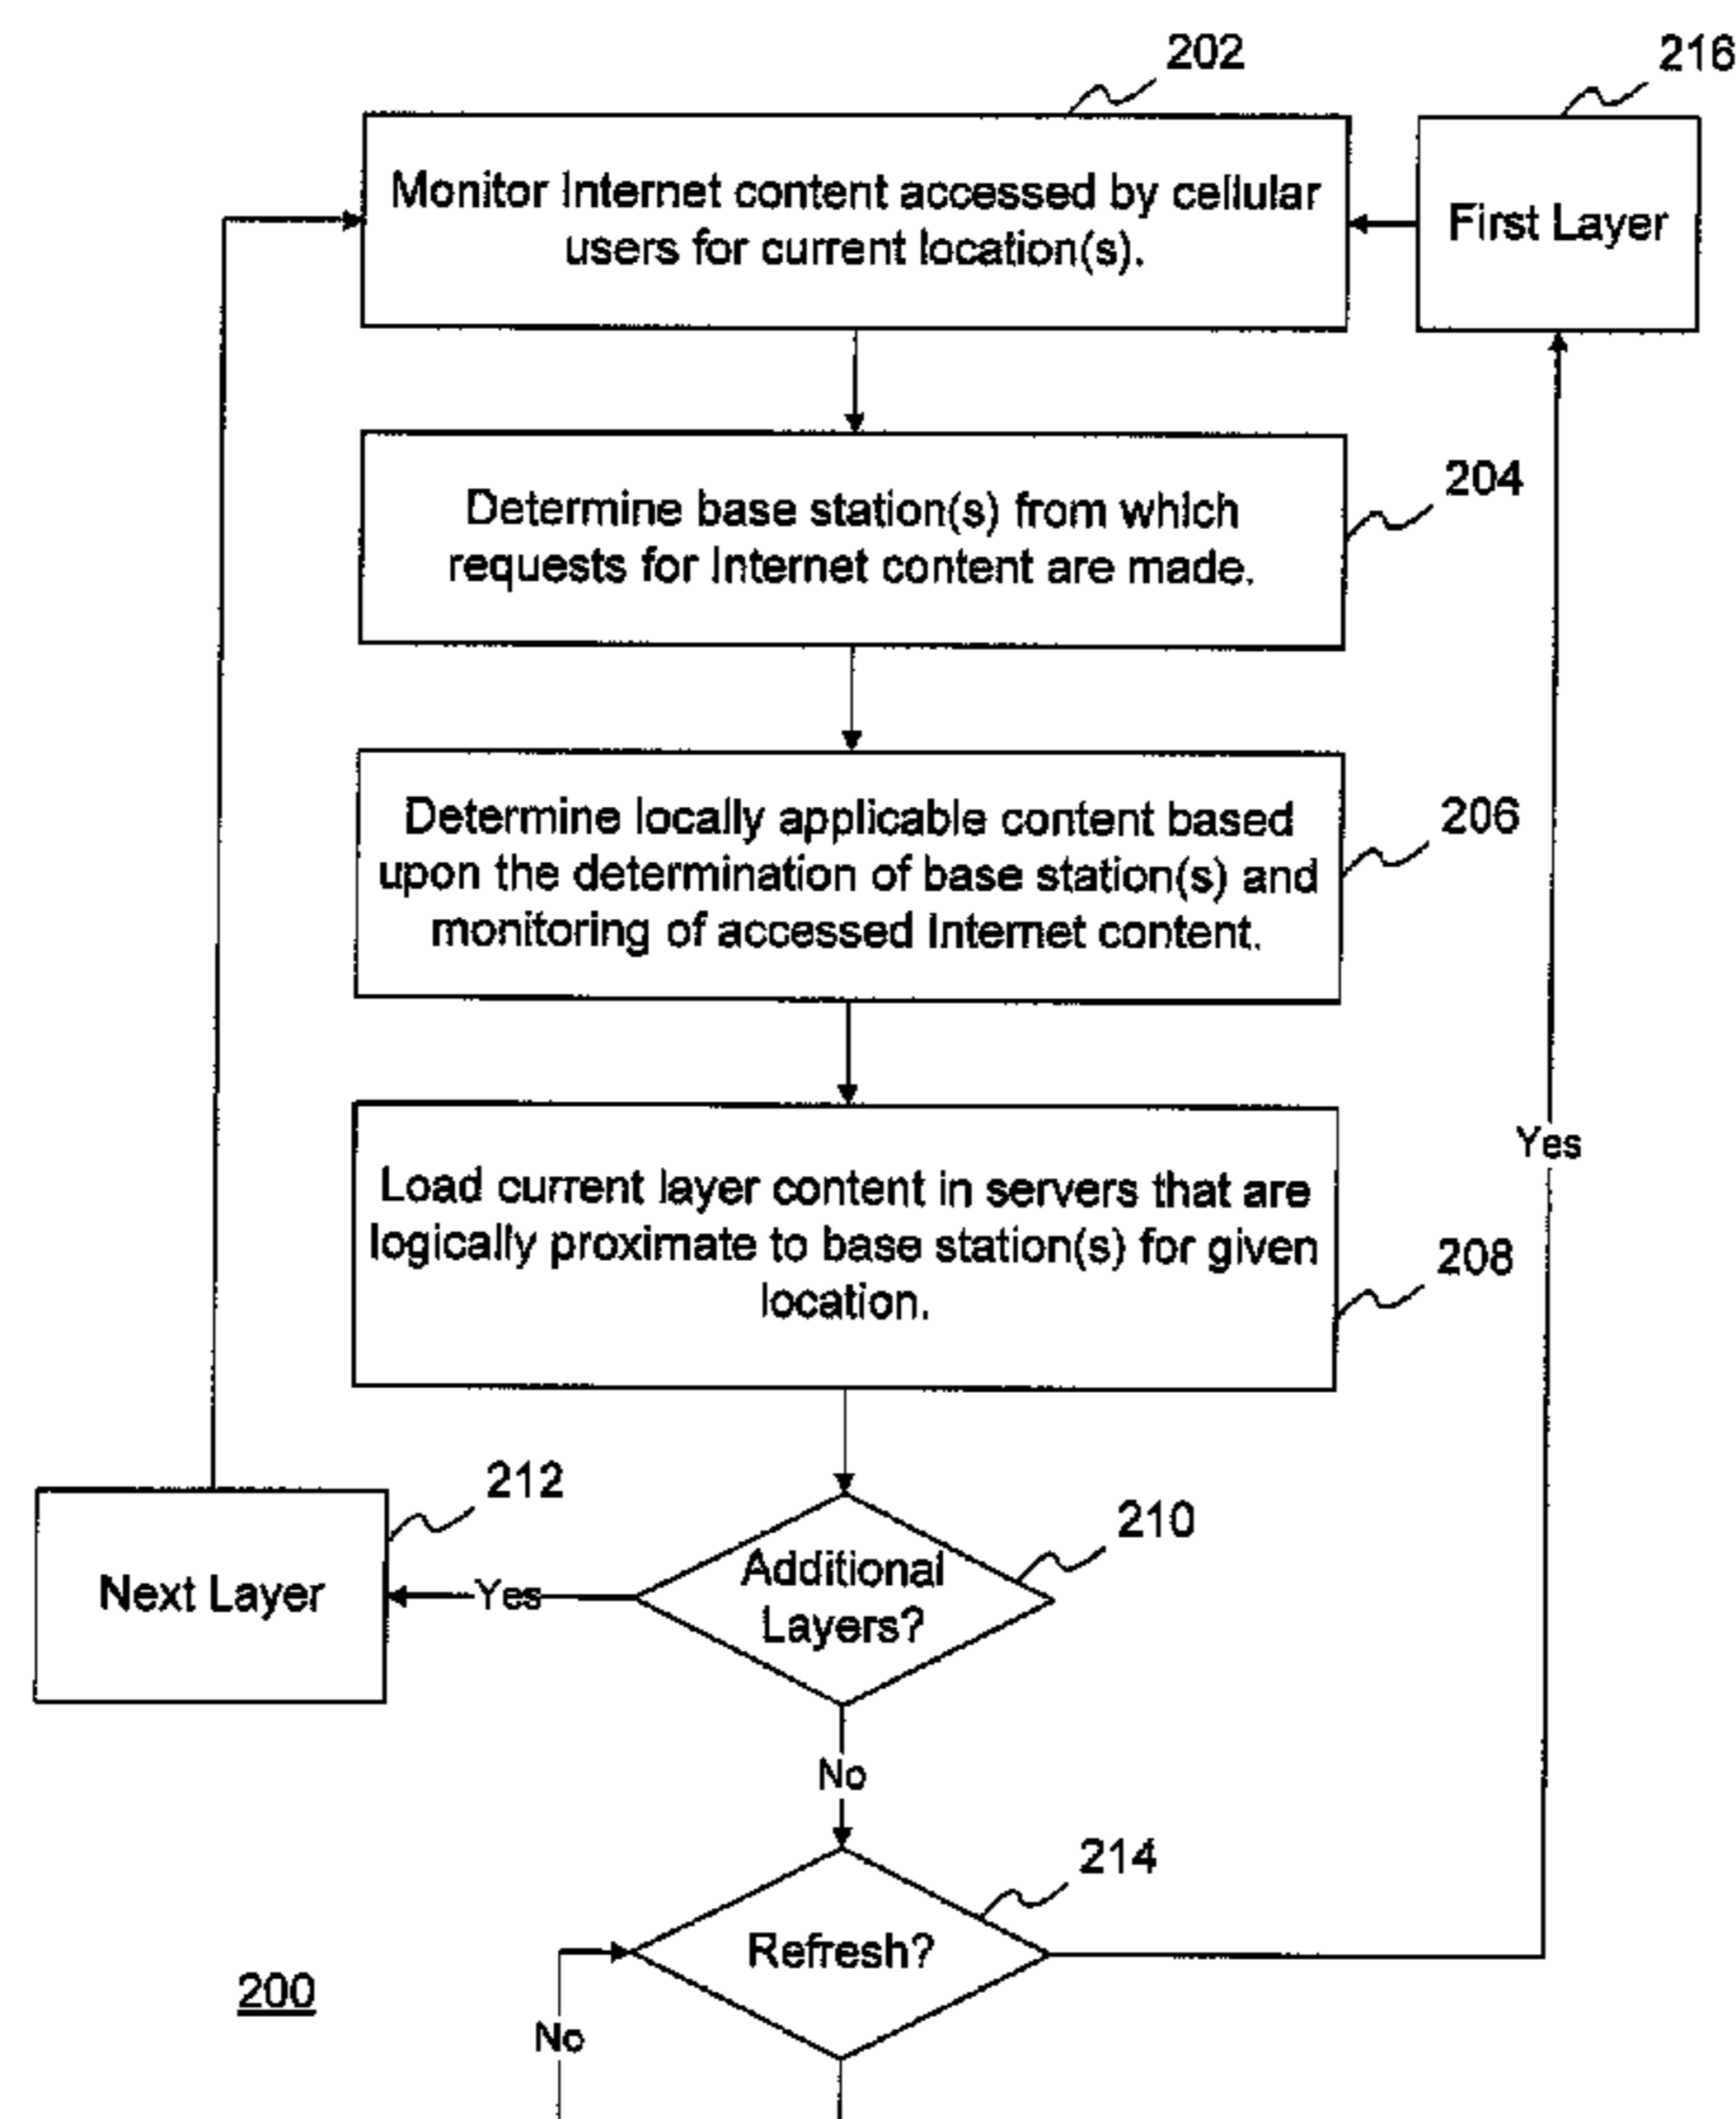 202
216
Monitor Internet content accessed by cellular
users for current location(s).
First Layer
204
Determine base station(s) from which
requests for Internet content are made.
206
Determine locally applicable content based
upon the determination of base station(s) and
monitoring of accessed Internet content.
Yes
Load current layer content in servers that are
logically proximate to base station(s) for given
location.
208
212
210
Next Layer
Yes
Additional
Layers?
No
214
Refresh?
200
No